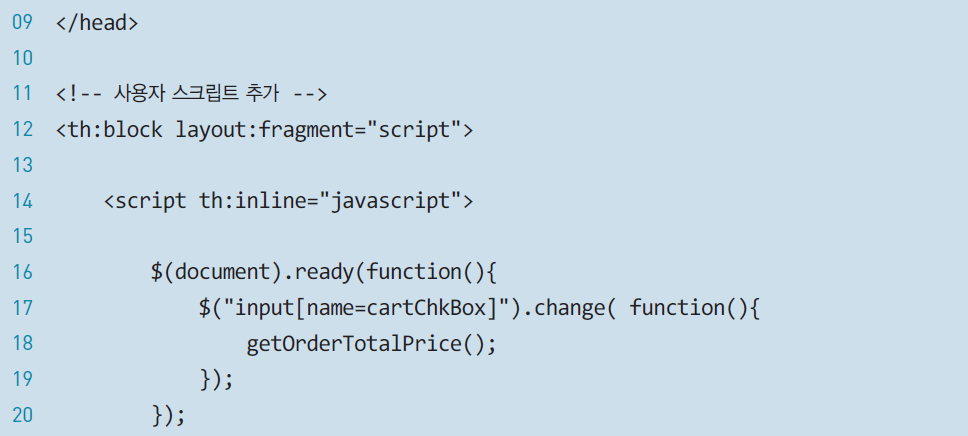 09 </head>
10
11 <!-- 사용자 스크립트 추가 -->
12 <th:block layout:fragment="script">
13
14 <script th:inline="javascript">
15
16 $(document).ready(function(){
17 $("input[name=cartChkBox]").change( function(){
18 getOrderTotalPrice();
19 });
20 });